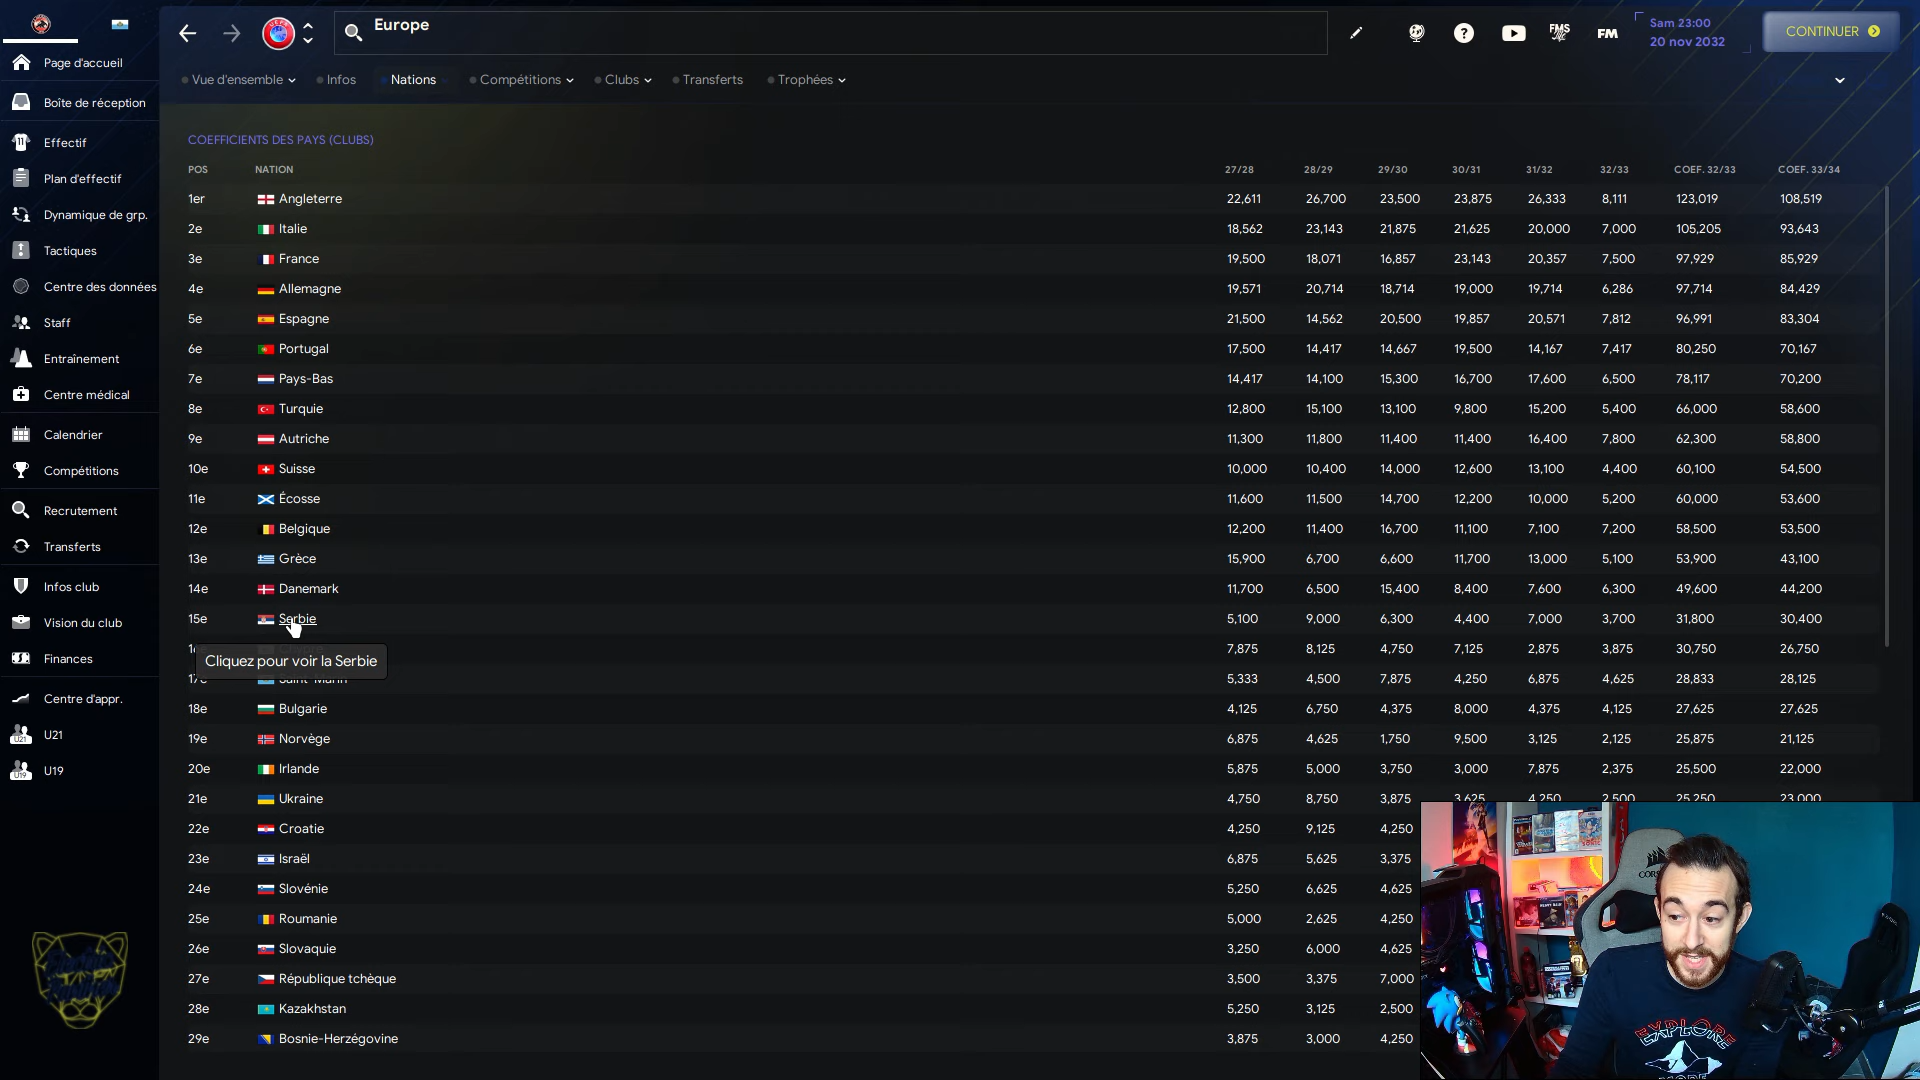 Europe
Sam 23:00
20 nov 2032
CONTINUER
FMS
FM
Vue d'ensemble
Infos
Nations
Compétitions
Clubs
Transferts
Trophées
Page d'accueil
Boîte de réception
Effectif
Plan d'effectif
Dynamique de grp.
Tactiques
Centre des données
Staff
Entraînement
Centre médical
Calendrier
Compétitions
Recrutement
Transferts
Infos club
Vision du club
Finances
Centre d'appr.
U21
U19
COEFFICIENTS DES PAYS (CLUBS)
POS NATION 27/28 28/29 29/30 30/31 31/32 32/33 COEF. 32/33 COEF. 33/34
1er Angleterre 22,611 26,700 23,500 23,875 26,333 8,111 123,019 108,519
2e Italie 18,562 23,143 21,875 21,625 20,000 7,000 105,205 93,643
3e France 19,500 18,071 16,857 23,143 20,357 7,500 97,929 85,929
4e Allemagne 19,571 20,714 18,714 19,000 19,714 6,286 97,714 84,429
5e Espagne 21,500 14,562 20,500 19,857 20,571 7,812 96,991 83,304
6e Portugal 17,500 14,417 14,667 19,500 14,167 7,417 80,250 70,167
7e Pays-Bas 14,417 14,100 15,300 16,700 17,600 6,500 78,117 70,200
8e Turquie 12,800 15,100 13,100 9,800 15,200 5,400 66,000 58,600
9e Autriche 11,300 11,800 11,400 11,400 16,400 7,800 62,300 58,800
10e Suisse 10,000 10,400 14,000 12,600 13,100 4,400 60,100 54,500
11e Écosse 11,600 11,500 14,700 12,200 10,000 5,200 60,000 53,600
12e Belgique 12,200 11,400 16,700 11,100 7,100 7,200 58,500 53,500
13e Grèce 15,900 6,700 6,600 11,700 13,000 5,100 53,900 43,100
14e Danemark 11,700 6,500 15,400 8,400 7,600 6,300 49,600 44,200
15e Serbie 5,100 9,000 6,300 4,400 7,000 3,700 31,800 30,400
7,875 8,125 4,750 7,125 2,875 3,875 30,750 26,750
Cliquez pour voir la Serbie
17e Saint-Marin 5,333 4,500 7,875 4,250 6,875 4,625 28,833 28,125
18e Bulgarie 4,125 6,750 4,375 8,000 4,375 4,125 27,625 27,625
19e Norvège 6,875 4,625 1,750 9,500 3,125 2,125 25,875 21,125
20e Irlande 5,875 5,000 3,750 3,000 7,875 2,375 25,500 22,000
21e Ukraine 4,750 8,750 3,875 3,625 4,250 2,500 25,250 23,000
22e Croatie 4,250 9,125 4,250
23e Israël 6,875 5,625 3,375
24e Slovénie 5,250 6,625 4,625
25e Roumanie 5,000 2,625 4,250
26e Slovaquie 3,250 6,000 4,625
27e République tchèque 3,500 3,375 7,000
28e Kazakhstan 5,250 3,125 2,500
29e Bosnie-Herzégovine 3,875 3,000 4,250
EXPLORE